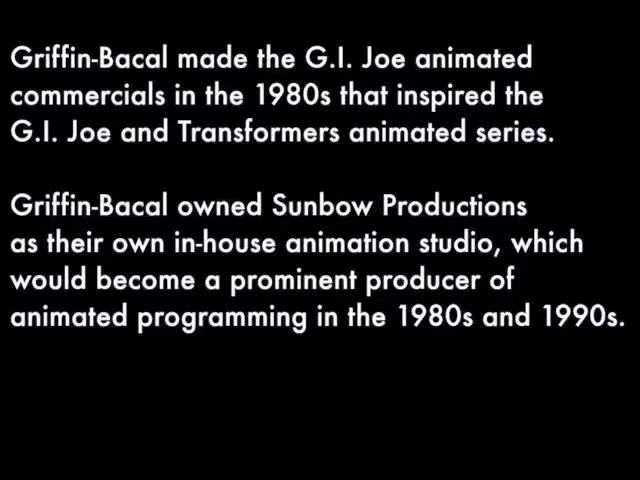 Griffin-Bacal made the G.I. Joe animated
commercials in the 1980s that inspired the
G.I. Joe and Transformers animated series.
Griffin-Bacal owned Sunbow Productions
as their own in-house animation studio, which
would become a prominent producer of
animated programming in the 1980s and 1990s.